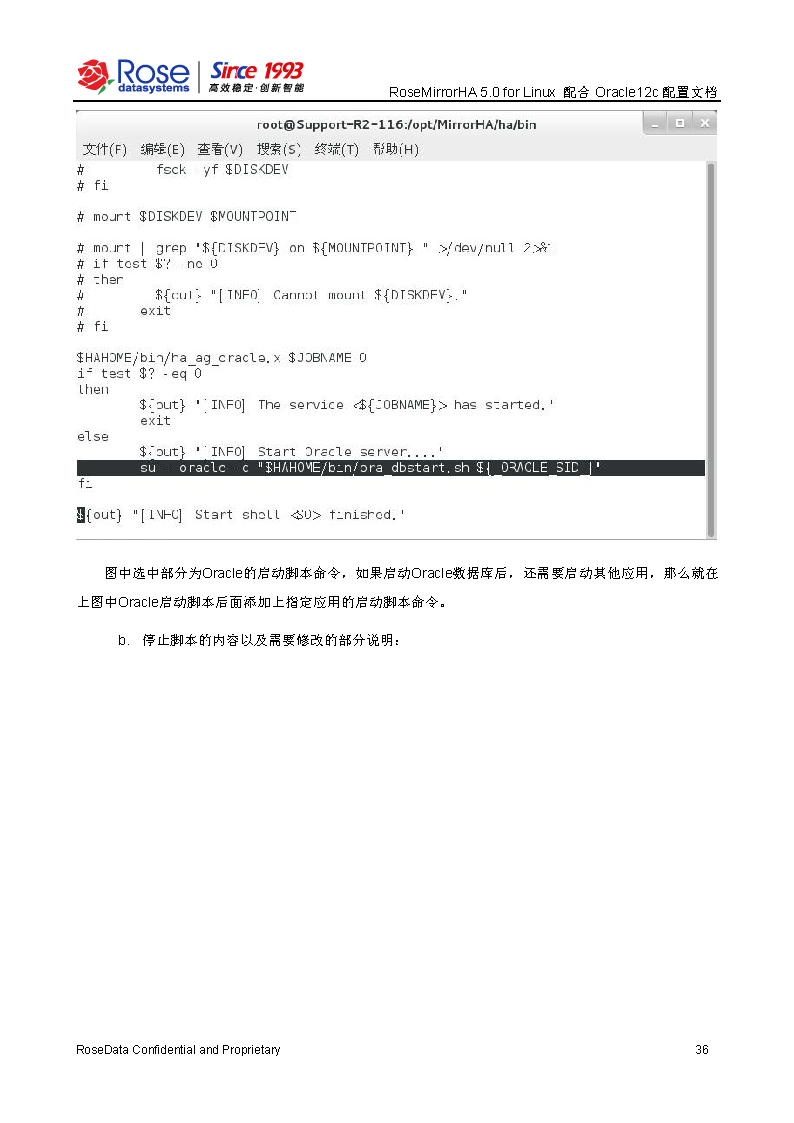 Rose
datasystems
Since 1993
高效稳定·创新智能
RoseMirrorHA 5.0 for Linux 配合 Oracle12c 配置文档
root@Support-R2-116:/opt/MirrorHA/ha/bin
文件(F) 编辑(E) 查看(V) 搜索(S) 终端(T) 帮助(H)
# fsck -yf $DISKDEV
# fi
# mount $DISKDEV $MOUNTPOINT
# mount | grep "${DISKDEV} on ${MOUNTPOINT} " >/dev/null 2>&1
# if test $? -ne 0
# then
# ${out} "[INFO] Cannot mount ${DISKDEV}."
# exit
# fi
$HAHOME/bin/ha_ag_oracle.x $JOBNAME 0
if test $? -eq 0
then
${out} "[INFO] The service <${JOBNAME}> has started."
exit
else
${out} "[INFO] Start Oracle server...."
su - oracle -c "$HAHOME/bin/ora_dbstart.sh ${_ORACLE_SID_}"
fi
${out} "[INFO] Start shell <$0> finished."
图中选中部分为Oracle的启动脚本命令，如果启动Oracle数据库后，还需要启动其他应用，那么就在
上图中Oracle启动脚本后面添加上指定应用的启动脚本命令。
b. 停止脚本的内容以及需要修改的部分说明：
RoseData Confidential and Proprietary 36